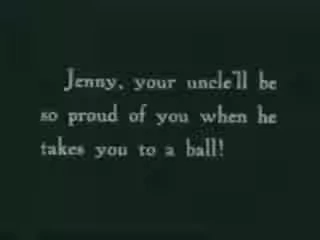 Jenny, your uncle'll be
so proud of you when he
takes you to a ball!